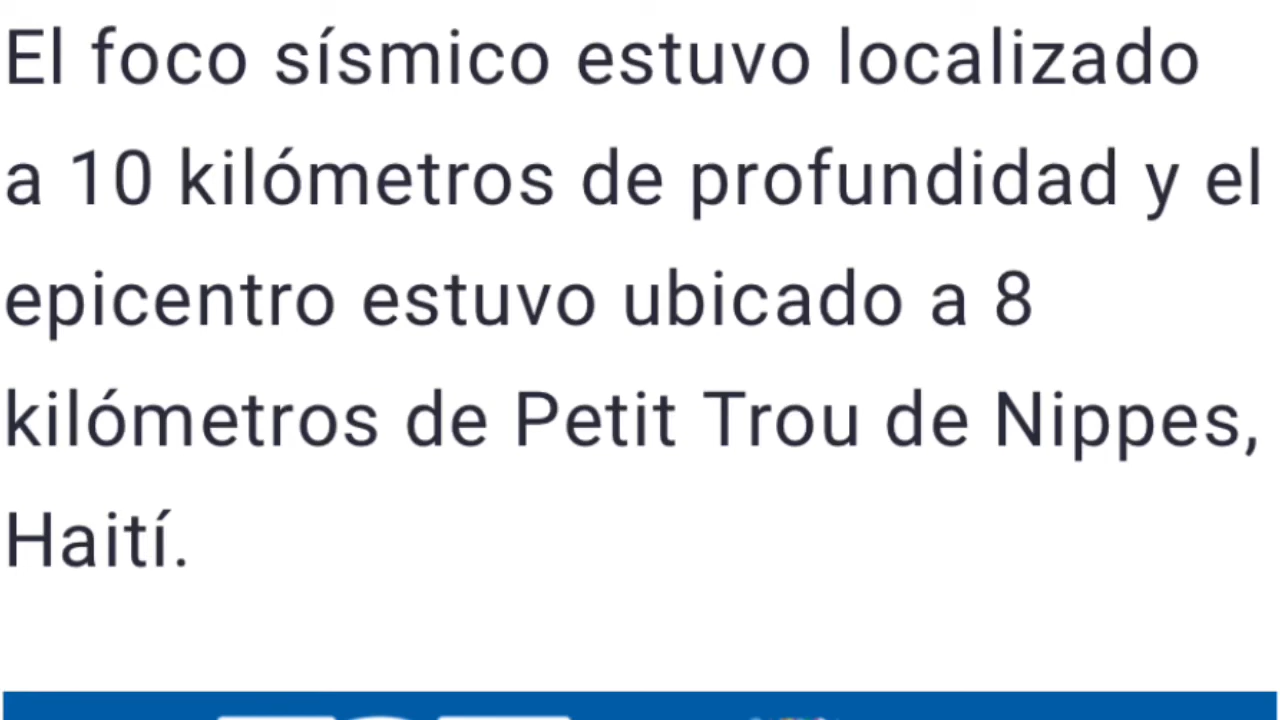 El foco sísmico estuvo localizado
a 10 kilómetros de profundidad y el
epicentro estuvo ubicado a 8
kilómetros de Petit Trou de Nippes,
Haití.